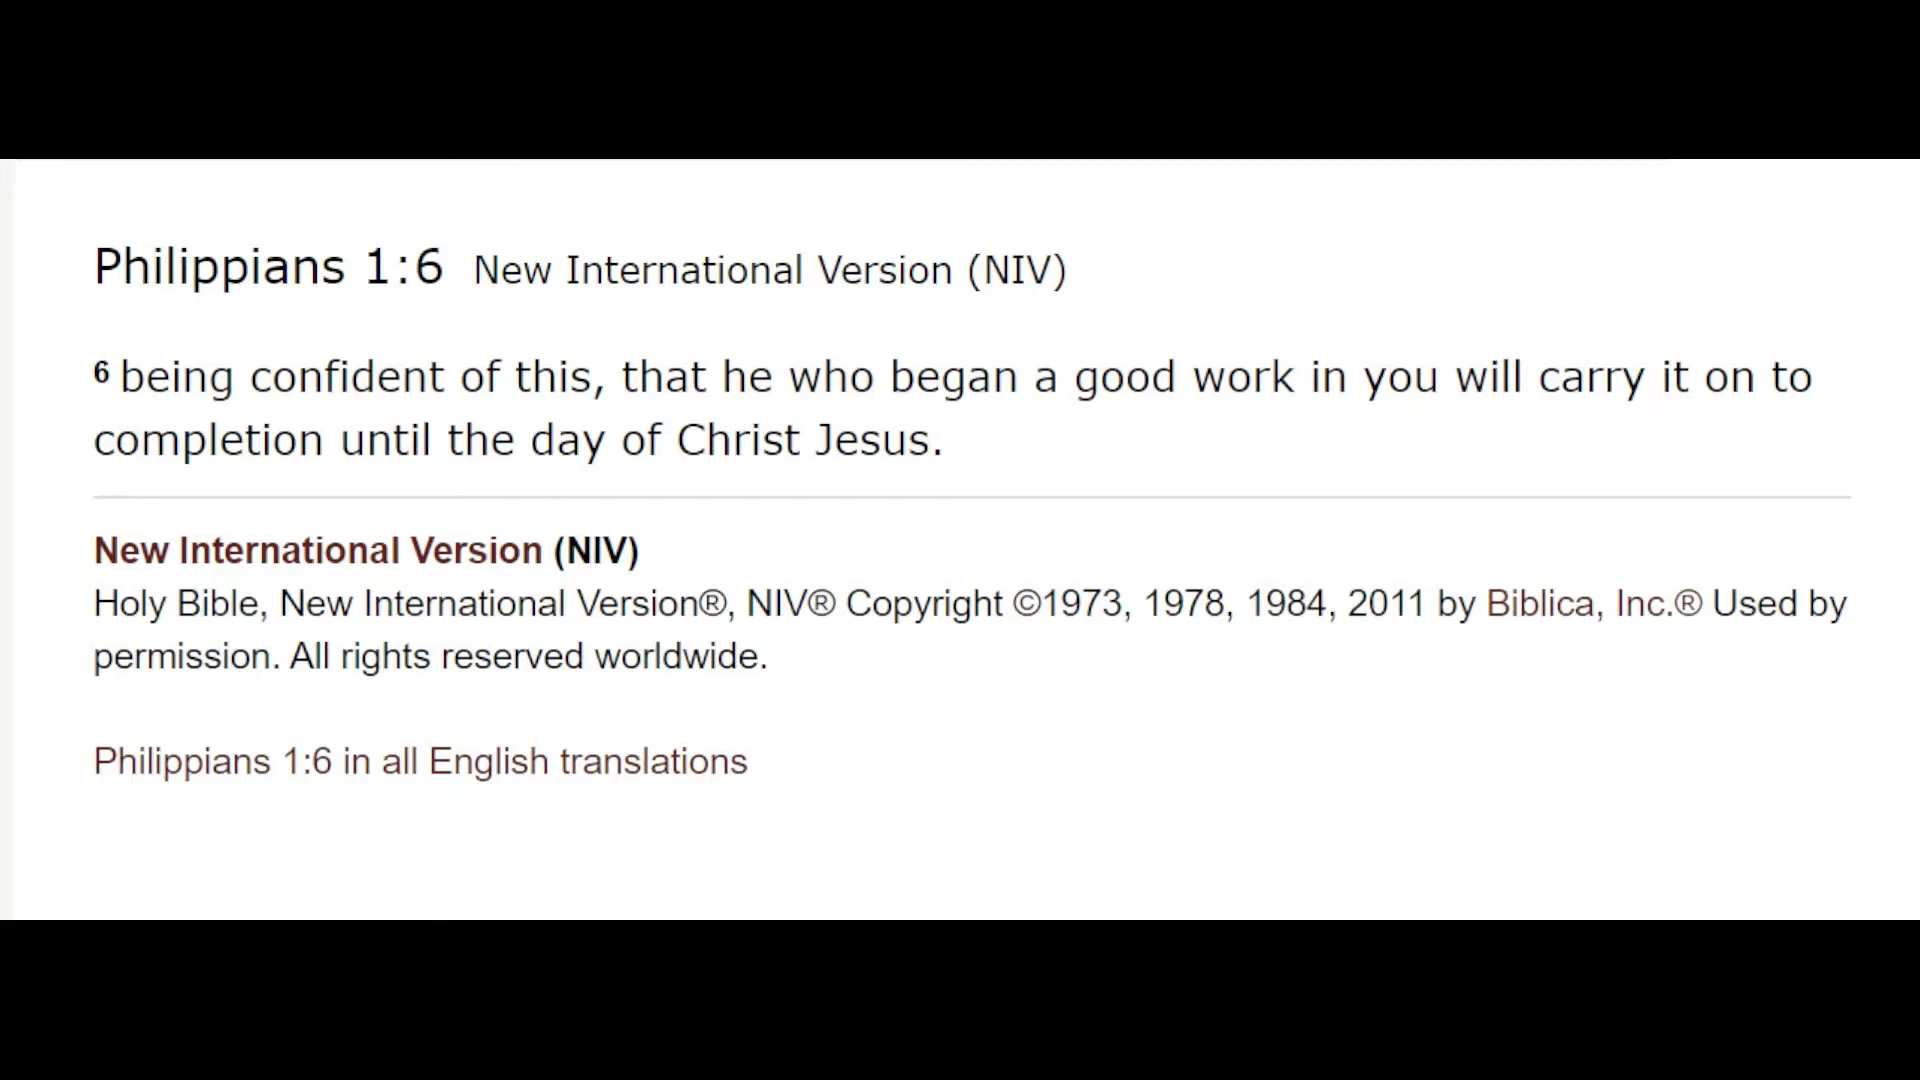 Philippians 1:6 New International Version (NIV)
6 being confident of this, that he who began a good work in you will carry it on to
completion until the day of Christ Jesus.
New International Version (NIV)
Holy Bible, New International Version®, NIV® Copyright ©1973, 1978, 1984, 2011 by Biblica, Inc.® Used by
permission. All rights reserved worldwide.
Philippians 1:6 in all English translations